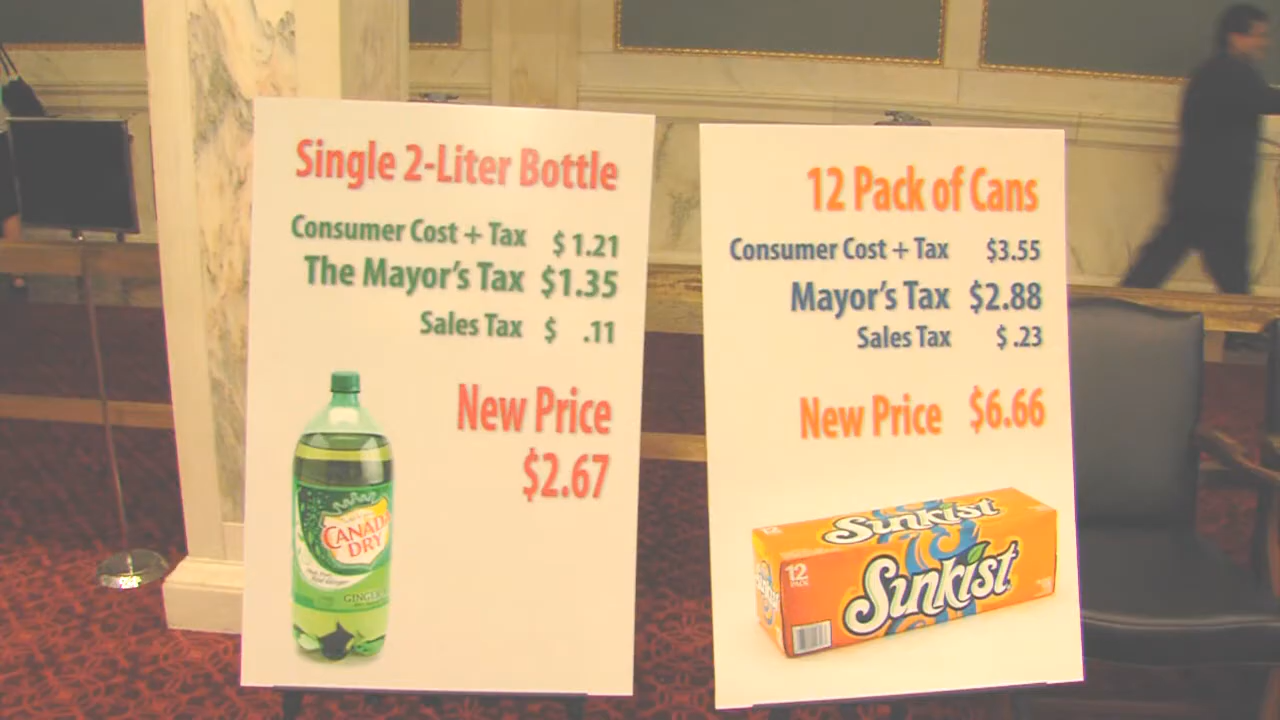 Single 2-Liter Bottle
Consumer Cost + Tax $ 1.21
The Mayor's Tax $1.35
Sales Tax $ .11
New Price
$2.67
CANADA
DRY
GINGER
12 Pack of Cans
Consumer Cost + Tax $3.55
Mayor's Tax $2.88
Sales Tax $ .23
New Price $6.66
Sunkist
12
PACK
Sunkist